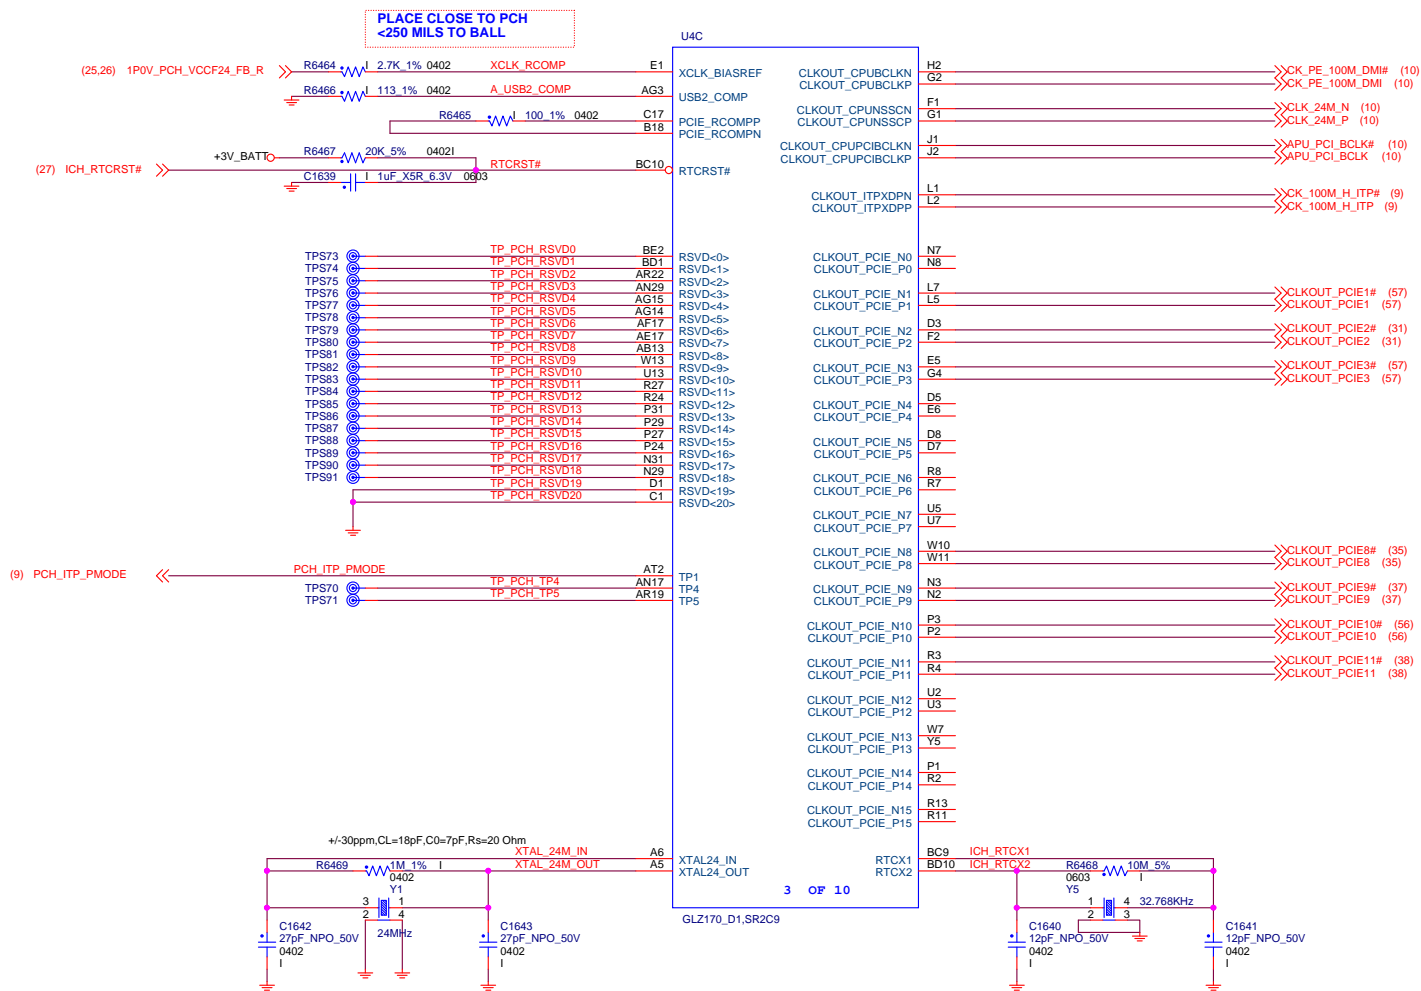 PLACE CLOSE TO PCH
<250 MILS TO BALL
U4C
(25,26) 1P0V_PCH_VCCF24_FB_R R6464 I 2.7K_1% 0402 XCLK_RCOMP E1 XCLK_BIASREF
R6466 I 113_1% 0402 A_USB2_COMP AG3 USB2_COMP
R6465 I 100_1% 0402 C17 PCIE_RCOMPP
B18 PCIE_RCOMPN
+3V_BATT R6467 20K_5% 0402I
(27) ICH_RTCRST# RTCRST# BC10 RTCRST#
C1639 I 1uF_X5R_6.3V 0603
TPS73 TP_PCH_RSVD0 BE2 RSVD<0>
TPS74 TP_PCH_RSVD1 BD1 RSVD<1>
TPS75 TP_PCH_RSVD2 AR22 RSVD<2>
TPS76 TP_PCH_RSVD3 AN29 RSVD<3>
TPS77 TP_PCH_RSVD4 AG15 RSVD<4>
TPS78 TP_PCH_RSVD5 AG14 RSVD<5>
TPS79 TP_PCH_RSVD6 AF17 RSVD<6>
TPS80 TP_PCH_RSVD7 AE17 RSVD<7>
TPS81 TP_PCH_RSVD8 AB13 RSVD<8>
TPS82 TP_PCH_RSVD9 W13 RSVD<9>
TPS83 TP_PCH_RSVD10 U13 RSVD<10>
TPS84 TP_PCH_RSVD11 R27 RSVD<11>
TPS85 TP_PCH_RSVD12 R24 RSVD<12>
TPS86 TP_PCH_RSVD13 P31 RSVD<13>
TPS87 TP_PCH_RSVD14 P29 RSVD<14>
TPS88 TP_PCH_RSVD15 P27 RSVD<15>
TPS89 TP_PCH_RSVD16 P24 RSVD<16>
TPS90 TP_PCH_RSVD17 N31 RSVD<17>
TPS91 TP_PCH_RSVD18 N29 RSVD<18>
TP_PCH_RSVD19 D1 RSVD<19>
TP_PCH_RSVD20 C1 RSVD<20>
(9) PCH_ITP_PMODE PCH_ITP_PMODE AT2 TP1
TPS70 TP_PCH_TP4 AN17 TP4
TPS71 TP_PCH_TP5 AR19 TP5
CLKOUT_CPUBCLKN H2 CK_PE_100M_DMI# (10)
CLKOUT_CPUBCLKP G2 CK_PE_100M_DMI (10)
CLKOUT_CPUNSSCN F1 CLK_24M_N (10)
CLKOUT_CPUNSSCP G1 CLK_24M_P (10)
CLKOUT_CPUPCIBCLKN J1 APU_PCI_BCLK# (10)
CLKOUT_CPUPCIBCLKP J2 APU_PCI_BCLK (10)
CLKOUT_ITPXDPN L1 CK_100M_H_ITP# (9)
CLKOUT_ITPXDPP L2 CK_100M_H_ITP (9)
CLKOUT_PCIE_N0 N7
CLKOUT_PCIE_P0 N8
CLKOUT_PCIE_N1 L7 CLKOUT_PCIE1# (57)
CLKOUT_PCIE_P1 L5 CLKOUT_PCIE1 (57)
CLKOUT_PCIE_N2 D3 CLKOUT_PCIE2# (31)
CLKOUT_PCIE_P2 F2 CLKOUT_PCIE2 (31)
CLKOUT_PCIE_N3 E5 CLKOUT_PCIE3# (57)
CLKOUT_PCIE_P3 G4 CLKOUT_PCIE3 (57)
CLKOUT_PCIE_N4 D5
CLKOUT_PCIE_P4 E6
CLKOUT_PCIE_N5 D8
CLKOUT_PCIE_P5 D7
CLKOUT_PCIE_N6 R8
CLKOUT_PCIE_P6 R7
CLKOUT_PCIE_N7 U5
CLKOUT_PCIE_P7 U7
CLKOUT_PCIE_N8 W10 CLKOUT_PCIE8# (35)
CLKOUT_PCIE_P8 W11 CLKOUT_PCIE8 (35)
CLKOUT_PCIE_N9 N3 CLKOUT_PCIE9# (37)
CLKOUT_PCIE_P9 N2 CLKOUT_PCIE9 (37)
CLKOUT_PCIE_N10 P3 CLKOUT_PCIE10# (56)
CLKOUT_PCIE_P10 P2 CLKOUT_PCIE10 (56)
CLKOUT_PCIE_N11 R3 CLKOUT_PCIE11# (38)
CLKOUT_PCIE_P11 R4 CLKOUT_PCIE11 (38)
CLKOUT_PCIE_N12 U2
CLKOUT_PCIE_P12 U3
CLKOUT_PCIE_N13 W7
CLKOUT_PCIE_P13 Y5
CLKOUT_PCIE_N14 P1
CLKOUT_PCIE_P14 R2
CLKOUT_PCIE_N15 R13
CLKOUT_PCIE_P15 R11
+/-30ppm,CL=18pF,C0=7pF,Rs=20 Ohm
XTAL_24M_IN A6 XTAL24_IN
R6469 1M_1% I XTAL_24M_OUT A5 XTAL24_OUT
0402
Y1
3 1
2 4
24MHz
C1642
27pF_NPO_50V
0402
I
C1643
27pF_NPO_50V
0402
I
3 OF 10
GLZ170_D1,SR2C9
RTCX1 BC9 ICH_RTCX1
RTCX2 BD10 ICH_RTCX2 R6468 10M_5%
0603 I
Y5
1 4 32.768KHz
2 3
C1640
12pF_NPO_50V
0402
I
C1641
12pF_NPO_50V
0402
I